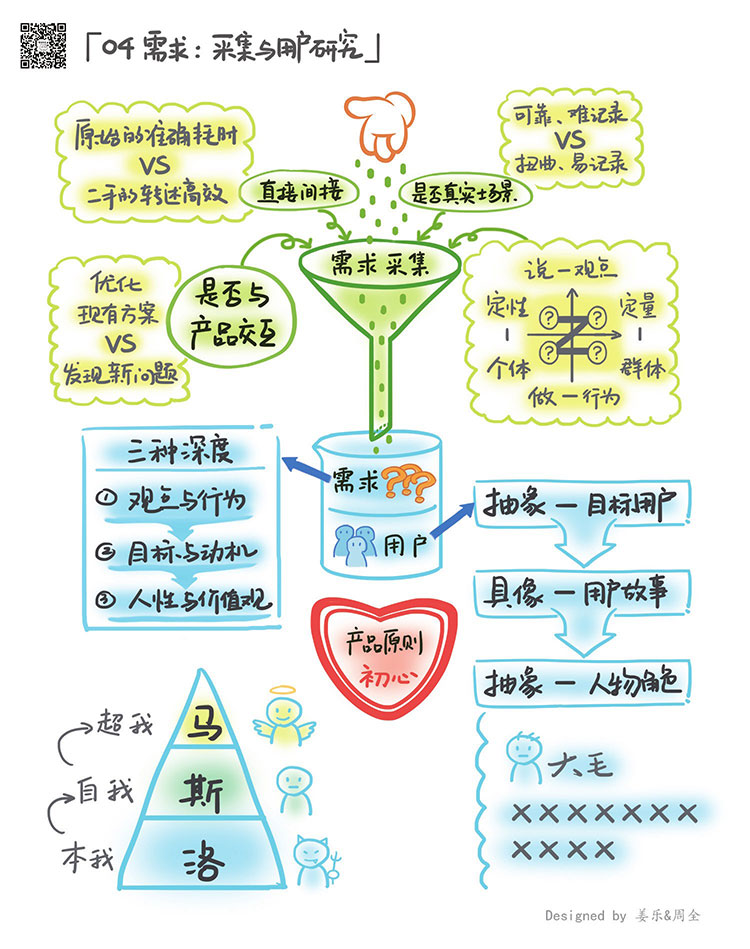 「04 需求：采集与用户研究」
原始的准确耗时
VS
二手的转述高效
直接间接
可靠、难记录
VS
扭曲、易记录
是否真实场景
需求采集
优化
现有方案
VS
发现新问题
是否与
产品交互
说—观点
定性
定量
? ?
? ?
个体
群体
做—行为
三种深度
① 观点与行为
② 目标与动机
③ 人性与价值观
需求???
用户
抽象—目标用户
具像—用户故事
抽象—人物角色
产品原则
初心
超我
马
自我
斯
本我
洛
大毛
×××××××
××××
Designed by 姜乐&周全